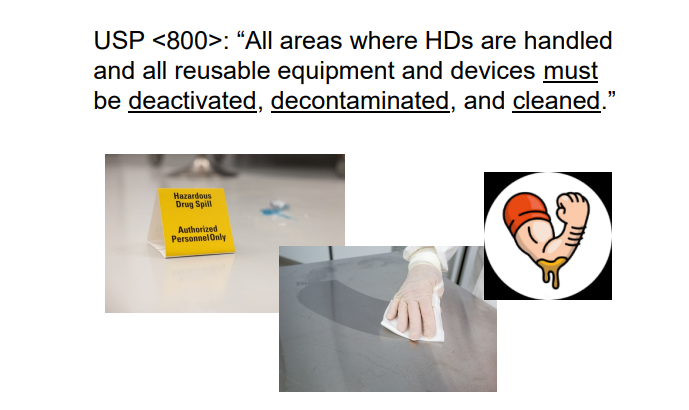 USP <800>: “All areas where HDs are handled
and all reusable equipment and devices must
be deactivated, decontaminated, and cleaned.”
Hazardous
Drug Spill
Authorized
Personnel Only